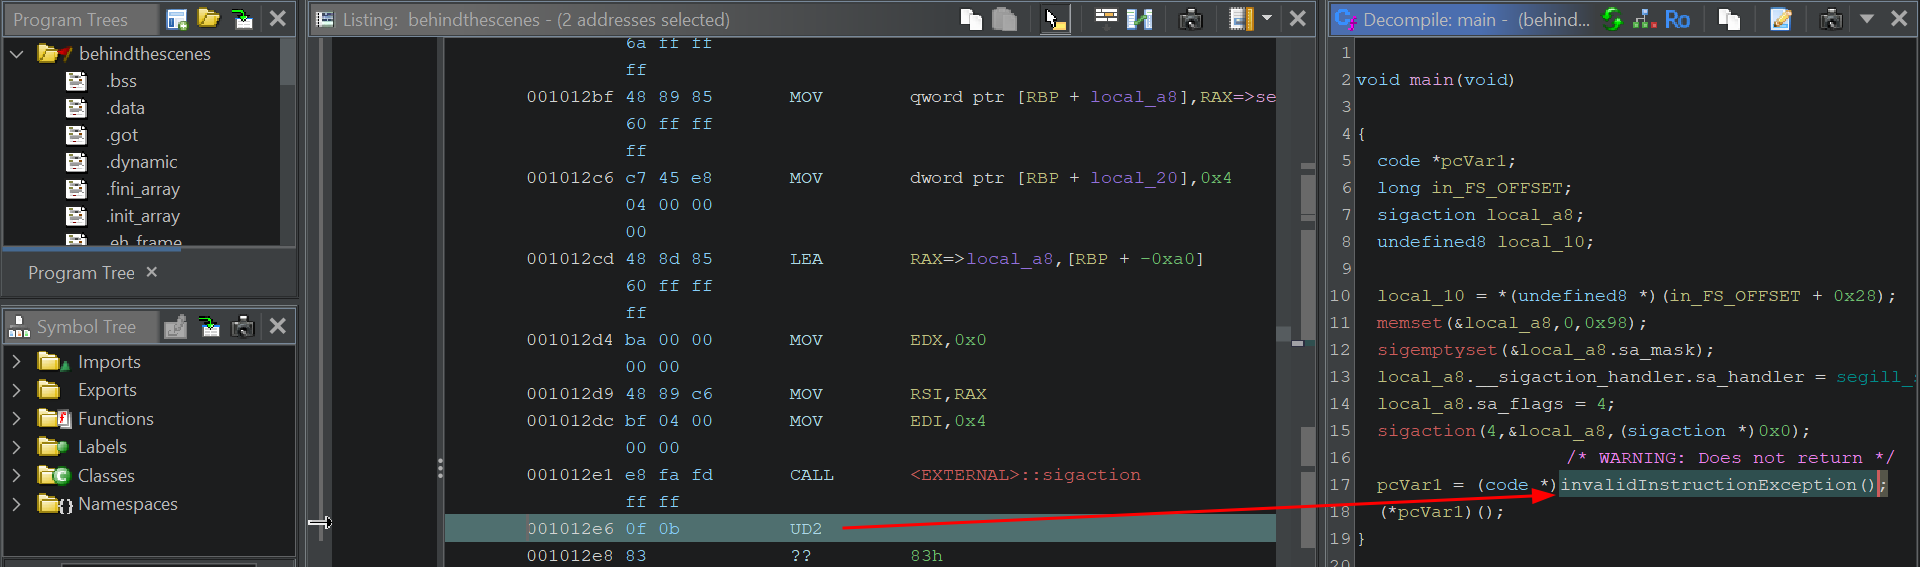 Program Trees
behindthescenes
.bss
.data
.got
.dynamic
.fini_array
.init_array
.eh_frame
Program Tree ×
Symbol Tree
Imports
Exports
Functions
Labels
Classes
Namespaces
Listing: behindthescenes - (2 addresses selected)
6a ff ff
ff
001012bf 48 89 85 MOV qword ptr [RBP + local_a8],RAX=>se
60 ff ff
ff
001012c6 c7 45 e8 MOV dword ptr [RBP + local_20],0x4
04 00 00
00
001012cd 48 8d 85 LEA RAX=>local_a8,[RBP + -0xa0]
60 ff ff
ff
001012d4 ba 00 00 MOV EDX,0x0
00 00
001012d9 48 89 c6 MOV RSI,RAX
001012dc bf 04 00 MOV EDI,0x4
00 00
001012e1 e8 fa fd CALL <EXTERNAL>::sigaction
ff ff
001012e6 0f 0b UD2
001012e8 83 ?? 83h
Decompile: main - (behind... Ro
1
2 void main(void)
3
4 {
5 code *pcVar1;
6 long in_FS_OFFSET;
7 sigaction local_a8;
8 undefined8 local_10;
9
10 local_10 = *(undefined8 *)(in_FS_OFFSET + 0x28);
11 memset(&local_a8,0,0x98);
12 sigemptyset(&local_a8.sa_mask);
13 local_a8.__sigaction_handler.sa_handler = segill_
14 local_a8.sa_flags = 4;
15 sigaction(4,&local_a8,(sigaction *)0x0);
16 /* WARNING: Does not return */
17 pcVar1 = (code *)invalidInstructionException();
18 (*pcVar1)();
19 }
20